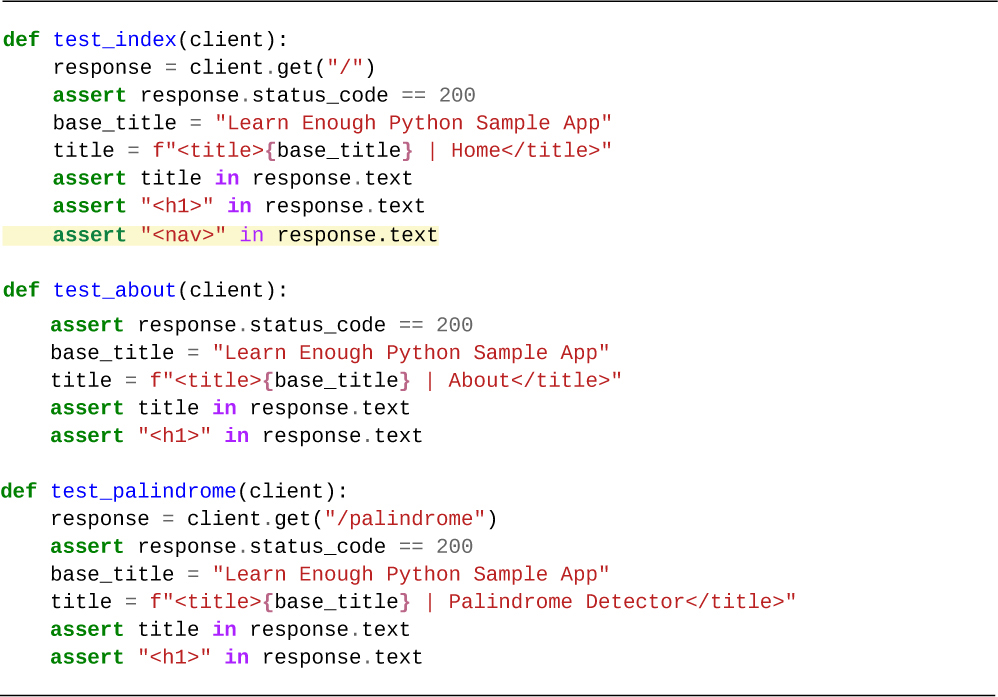 def test_index(client):
    response = client.get("/")
    assert response.status_code == 200
    base_title = "Learn Enough Python Sample App"
    title = f"<title>{base_title} | Home</title>"
    assert title in response.text
    assert "<h1>" in response.text
    assert "<nav>" in response.text

def test_about(client):
    assert response.status_code == 200
    base_title = "Learn Enough Python Sample App"
    title = f"<title>{base_title} | About</title>"
    assert title in response.text
    assert "<h1>" in response.text

def test_palindrome(client):
    response = client.get("/palindrome")
    assert response.status_code == 200
    base_title = "Learn Enough Python Sample App"
    title = f"<title>{base_title} | Palindrome Detector</title>"
    assert title in response.text
    assert "<h1>" in response.text